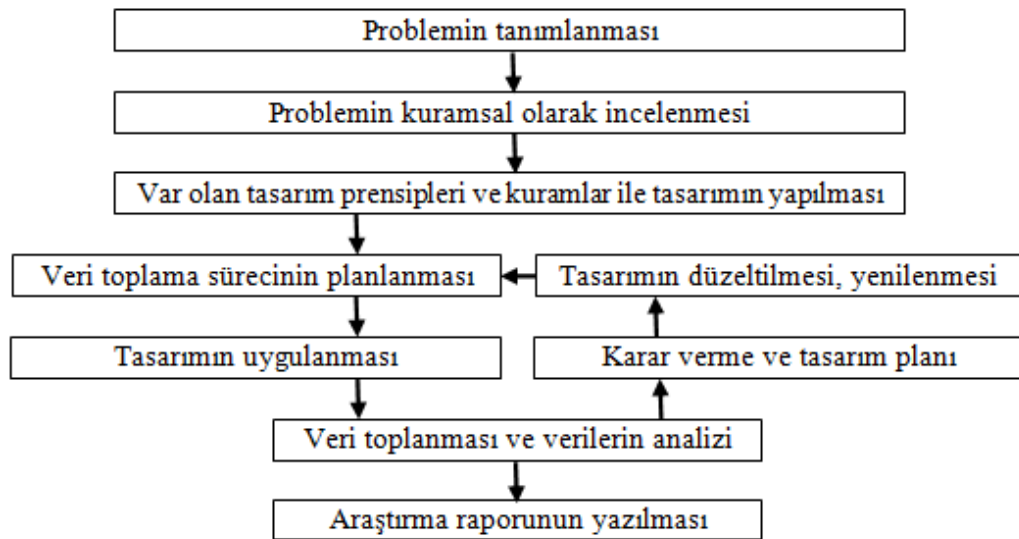 Problemin tanımlanması
Problemin kuramsal olarak incelenmesi
Var olan tasarım prensipleri ve kuramlar ile tasarımın yapılması
Veri toplama sürecinin planlanması
Tasarımın düzeltilmesi, yenilenmesi
Tasarımın uygulanması
Karar verme ve tasarım planı
Veri toplanması ve verilerin analizi
Araştırma raporunun yazılması